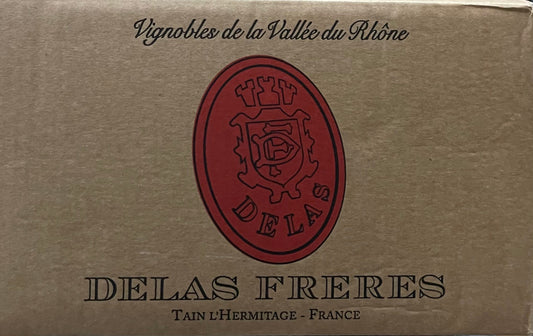 Vignobles de la Vallée du Rhône
DELAS
DELAS FRERES
TAIN L'HERMITAGE - FRANCE